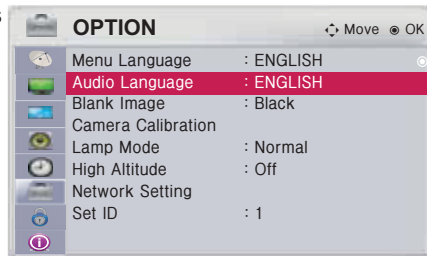 s
OPTION
Move OK
Menu Language : ENGLISH
Audio Language : ENGLISH
Blank Image : Black
Camera Calibration
Lamp Mode : Normal
High Altitude : Off
Network Setting
Set ID : 1